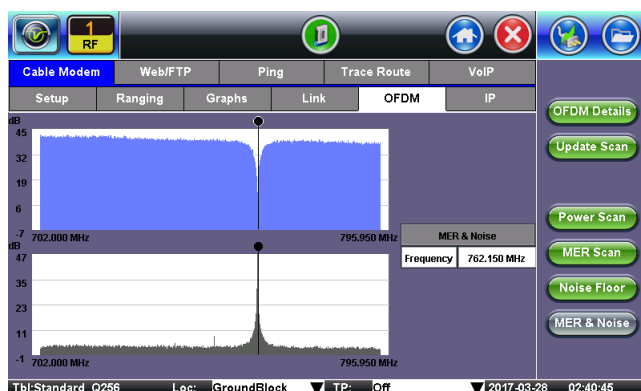 1
RF
Cable Modem Web/FTP Ping Trace Route VoIP
Setup Ranging Graphs Link OFDM IP
OFDM Details
Update Scan
Power Scan
MER Scan
Noise Floor
MER & Noise
dB
45
32
19
6
-7
702.000 MHz 795.950 MHz
MER & Noise
Frequency 762.150 MHz
dB
47
35
23
11
-1
702.000 MHz 795.950 MHz
Tbl:Standard_Q256 Loc: GroundBlock TP: Off 2017-03-28 02:40:45